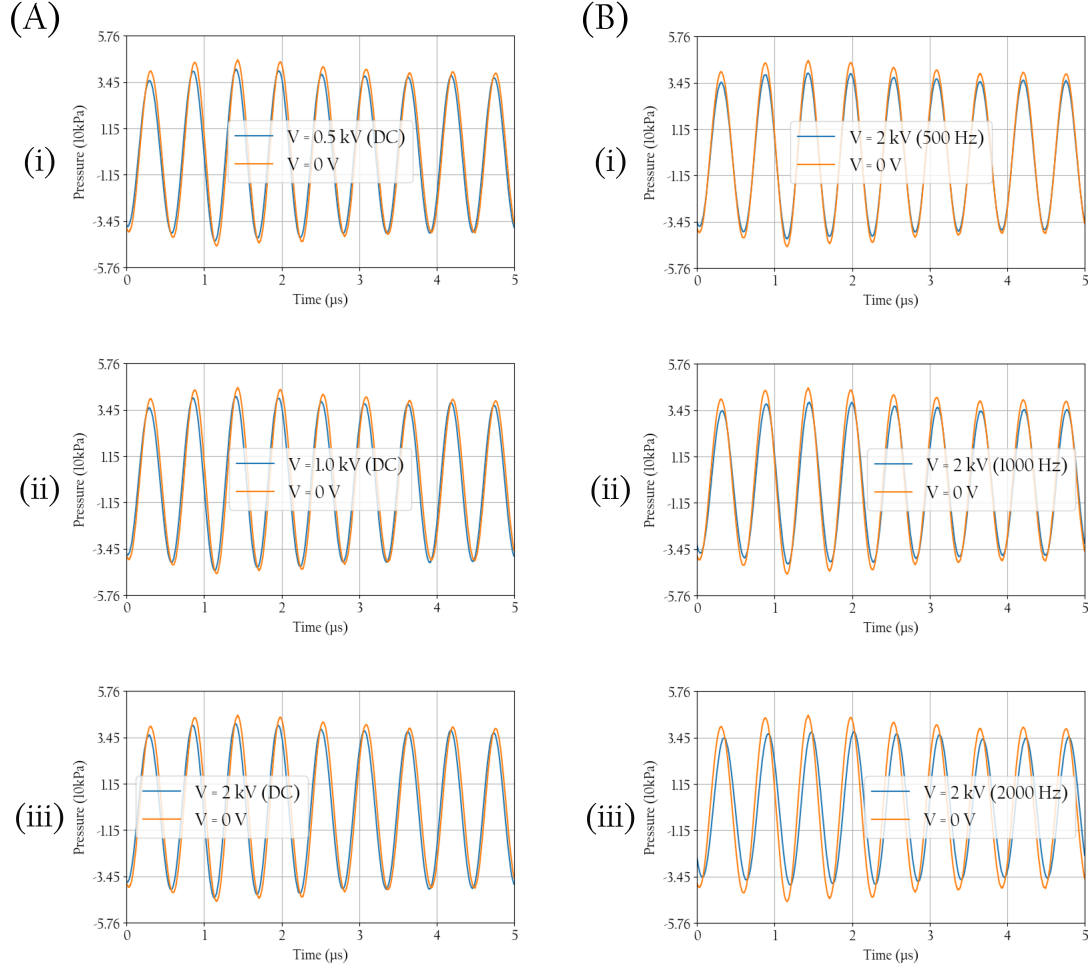 (A)
(B)
(i)
Pressure (10kPa)
5.76
3.45
1.15
-1.15
-3.45
-5.76
V = 0.5 kV (DC)
V = 0 V
0 1 2 3 4 5
Time (µs)
(i)
Pressure (10kPa)
5.76
3.45
1.15
-1.15
-3.45
-5.76
V = 2 kV (500 Hz)
V = 0 V
0 1 2 3 4 5
Time (µs)
(ii)
Pressure (10kPa)
5.76
3.45
1.15
-1.15
-3.45
-5.76
V = 1.0 kV (DC)
V = 0 V
0 1 2 3 4 5
Time (µs)
(ii)
Pressure (10kPa)
5.76
3.45
1.15
-1.15
-3.45
-5.76
V = 2 kV (1000 Hz)
V = 0 V
0 1 2 3 4 5
Time (µs)
(iii)
Pressure (10kPa)
5.76
3.45
1.15
-1.15
-3.45
-5.76
V = 2 kV (DC)
V = 0 V
0 1 2 3 4 5
Time (µs)
(iii)
Pressure (10kPa)
5.76
3.45
1.15
-1.15
-3.45
-5.76
V = 2 kV (2000 Hz)
V = 0 V
0 1 2 3 4 5
Time (µs)